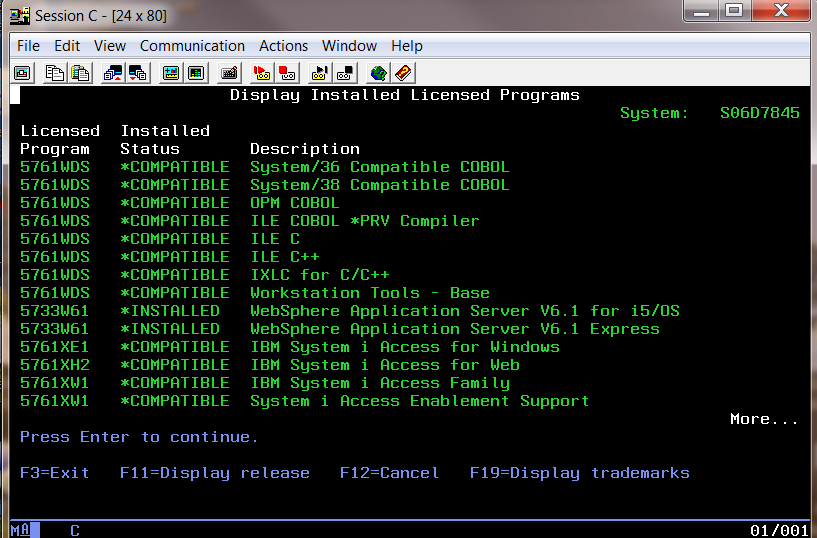 Session C - [24 x 80]
File Edit View Communication Actions Window Help
Display Installed Licensed Programs
System: S06D7845
Licensed Installed
Program Status Description
5761WDS *COMPATIBLE System/36 Compatible COBOL
5761WDS *COMPATIBLE System/38 Compatible COBOL
5761WDS *COMPATIBLE OPM COBOL
5761WDS *COMPATIBLE ILE COBOL *PRV Compiler
5761WDS *COMPATIBLE ILE C
5761WDS *COMPATIBLE ILE C++
5761WDS *COMPATIBLE IXLC for C/C++
5761WDS *COMPATIBLE Workstation Tools - Base
5733W61 *INSTALLED WebSphere Application Server V6.1 for i5/OS
5733W61 *INSTALLED WebSphere Application Server V6.1 Express
5761XE1 *COMPATIBLE IBM System i Access for Windows
5761XH2 *COMPATIBLE IBM System i Access for Web
5761XW1 *COMPATIBLE IBM System i Access Family
5761XW1 *COMPATIBLE System i Access Enablement Support
More...
Press Enter to continue.
F3=Exit F11=Display release F12=Cancel F19=Display trademarks
MA C 01/001